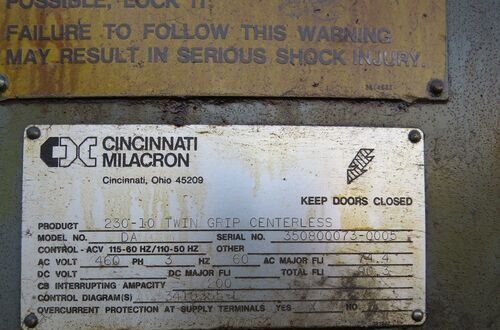 POSSIBLE, LOCK IT.
FAILURE TO FOLLOW THIS WARNING
MAY RESULT IN SERIOUS SHOCK INJURY.
CINCINNATI
MILACRON
Cincinnati, Ohio 45209
KEEP DOORS CLOSED
PRODUCT 230-10 TWIN GRIP CENTERLESS
MODEL NO. DA SERIAL NO. 350800073-0005
CONTROL - ACV 115-60 HZ/110-50 HZ OTHER
AC VOLT 460 PH 3 HZ 60 AC MAJOR FLI 74.4
DC VOLT DC MAJOR FLI TOTAL FLI
CB INTERRUPTING AMPACITY 200
CONTROL DIAGRAM(S)
OVERCURRENT PROTECTION AT SUPPLY TERMINALS YES X NO